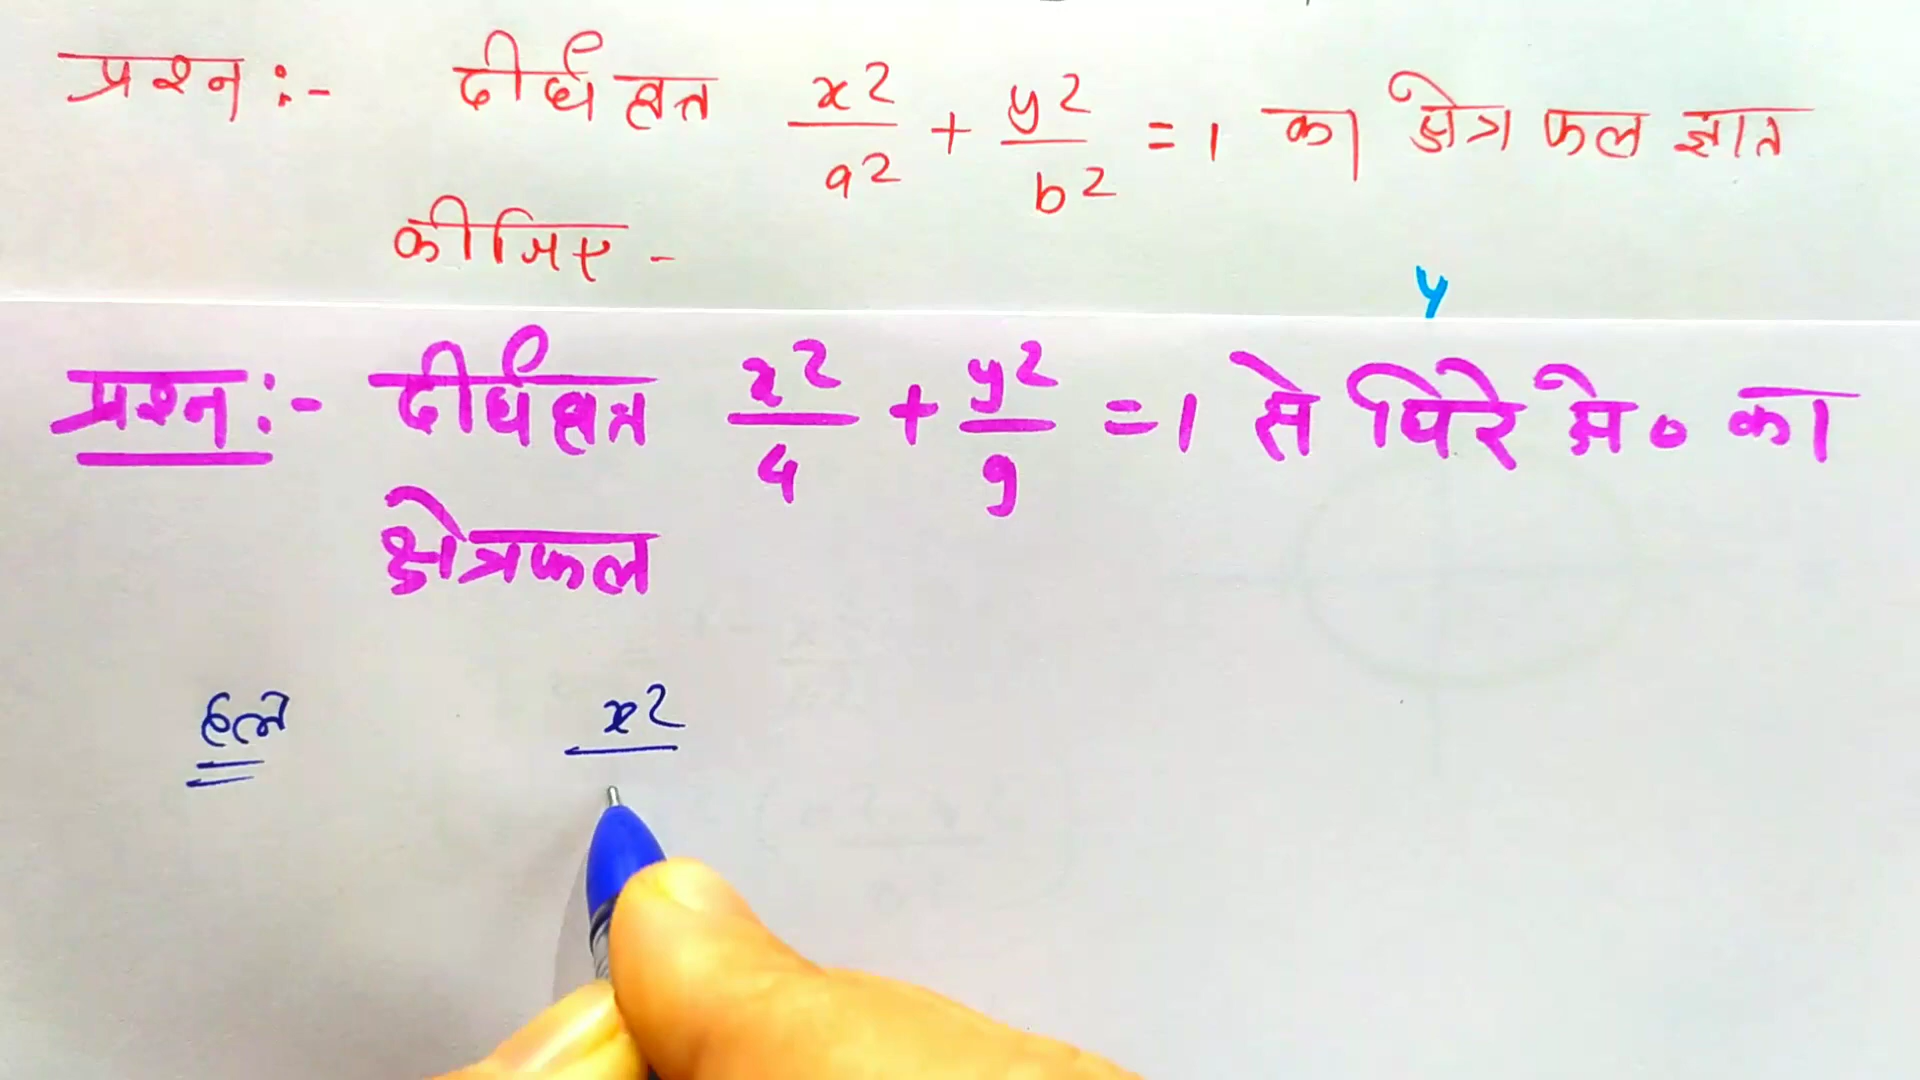 प्रश्न :- दीर्घवृत्त x²/a² + y²/b² = 1 का क्षेत्रफल ज्ञात
कीजिए -
y
प्रश्न :- दीर्घवृत्त x²/4 + y²/9 = 1 से घिरे क्षे० का
क्षेत्रफल
हल x²